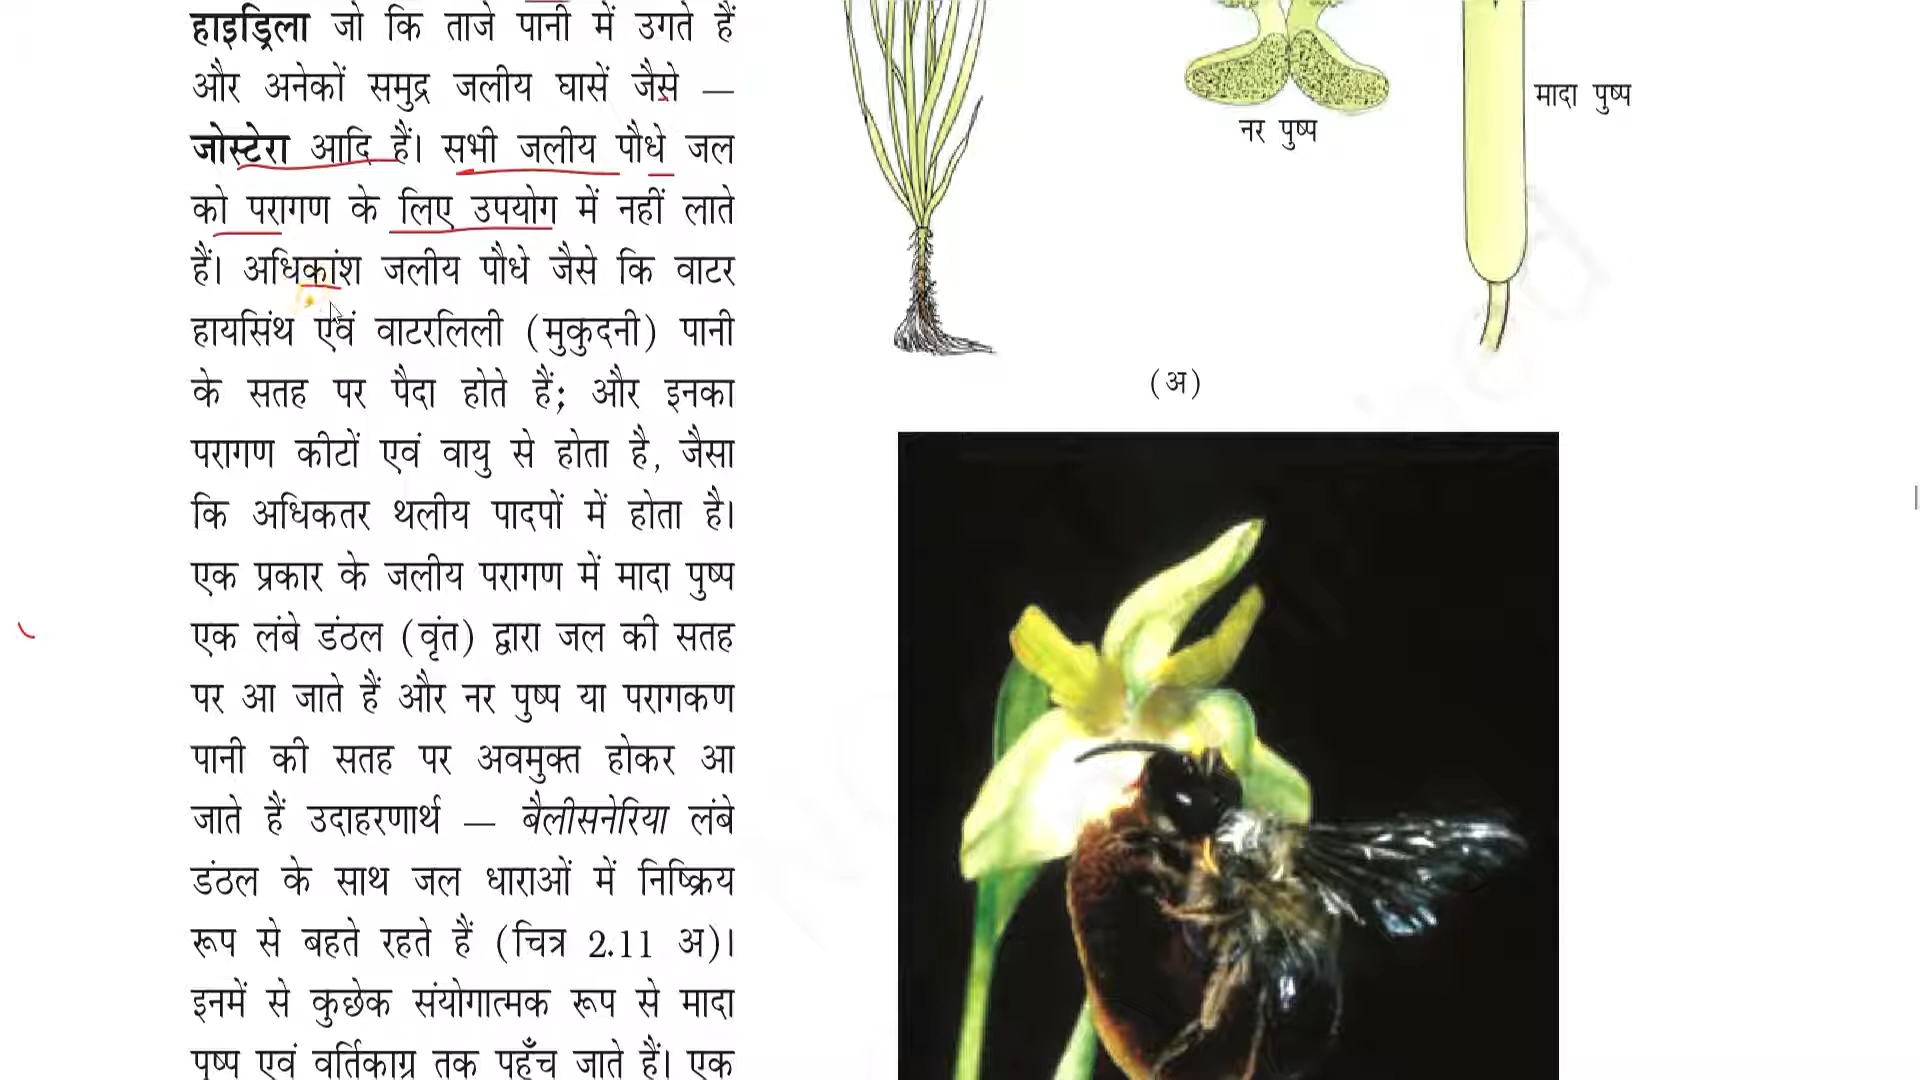 हाइड्रिला जो कि ताजे पानी में उगते हैं
और अनेकों समुद्र जलीय घासें जैसे –
जोस्टेरा आदि हैं। सभी जलीय पौधे जल
को परागण के लिए उपयोग में नहीं लाते
हैं। अधिकांश जलीय पौधे जैसे कि वाटर
हायसिंथ एवं वाटरलिली (मुकुदनी) पानी
के सतह पर पैदा होते हैं; और इनका
परागण कीटों एवं वायु से होता है, जैसा
कि अधिकतर थलीय पादपों में होता है।
एक प्रकार के जलीय परागण में मादा पुष्प
एक लंबे डंठल (वृंत) द्वारा जल की सतह
पर आ जाते हैं और नर पुष्प या परागकण
पानी की सतह पर अवमुक्त होकर आ
जाते हैं उदाहरणार्थ – बैलीसनेरिया लंबे
डंठल के साथ जल धाराओं में निष्क्रिय
रूप से बहते रहते हैं (चित्र 2.11 अ)।
इनमें से कुछेक संयोगात्मक रूप से मादा
पुष्प एवं वर्तिकाग्र तक पहुँच जाते हैं। एक
नर पुष्प
मादा पुष्प
(अ)